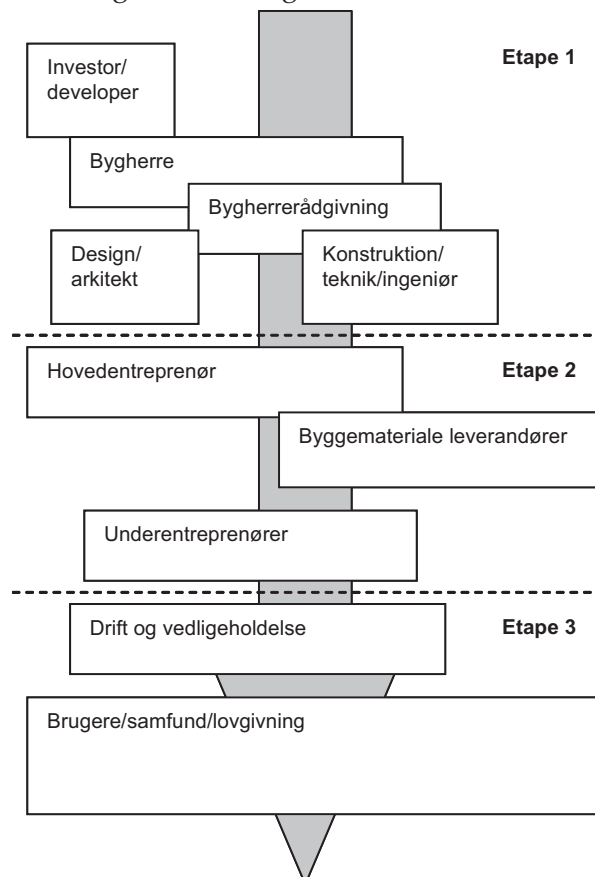 Etape 1
Investor/
developer
Bygherre
Bygherrerådgivning
Design/
arkitekt
Konstruktion/
teknik/ingeniør
Hovedentreprenør
Etape 2
Byggemateriale leverandører
Underentreprenører
Drift og vedligeholdelse
Etape 3
Brugere/samfund/lovgivning